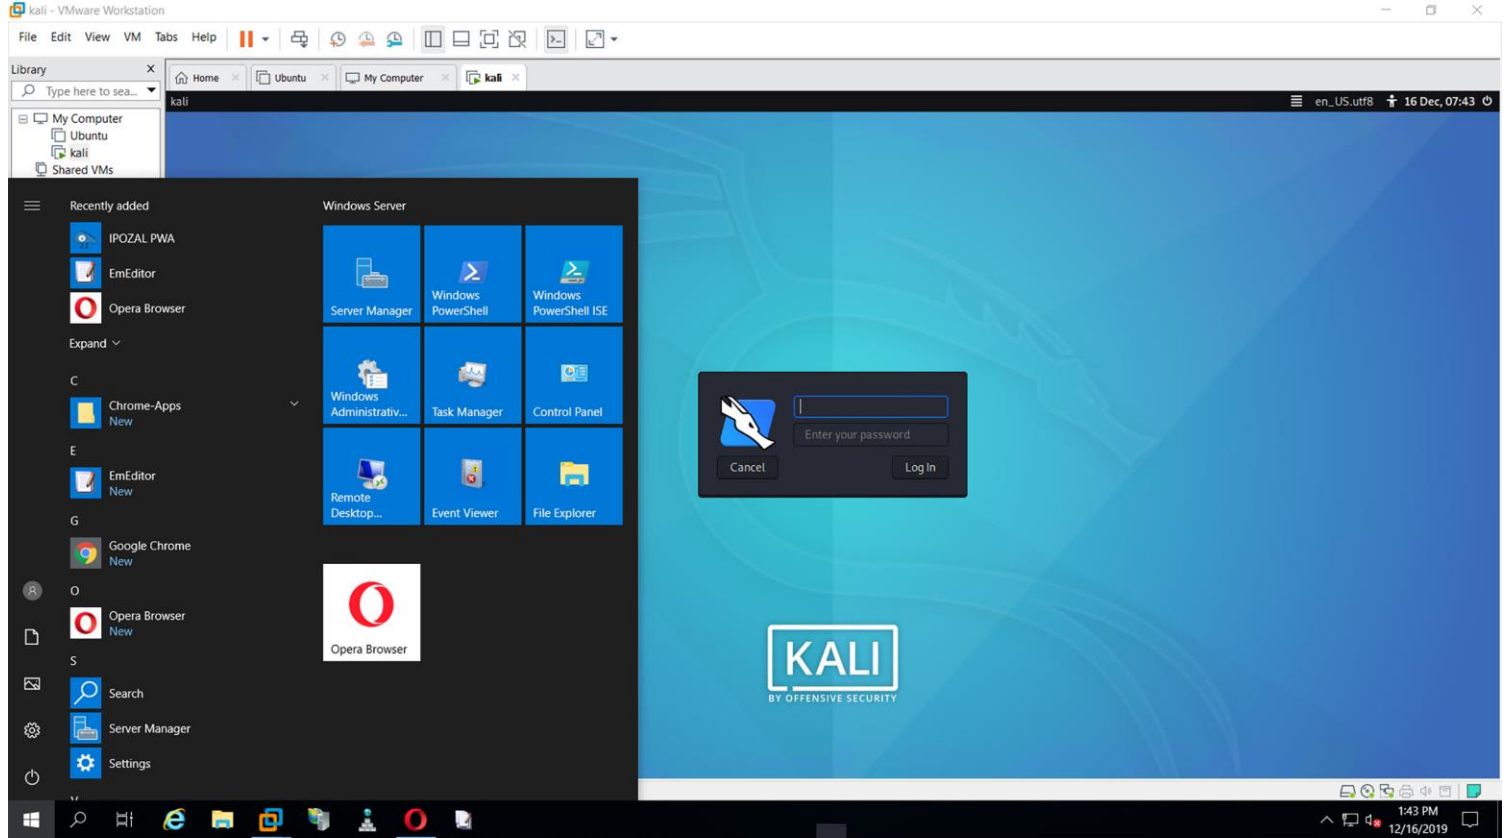 kali - VMware Workstation
File Edit View VM Tabs Help
Library X
Type here to sea...
Home Ubuntu My Computer kali
My Computer
Ubuntu
kali
Shared VMs
kali en_US.utf8 16 Dec, 07:43
Recently added
IPOZAL PWA
EmEditor
Opera Browser
Expand
C
Chrome-Apps
New
E
EmEditor
New
G
Google Chrome
New
O
Opera Browser
New
S
Search
Server Manager
Settings
Windows Server
Server Manager
Windows PowerShell
Windows PowerShell ISE
Windows Administrativ...
Task Manager
Control Panel
Remote Desktop...
Event Viewer
File Explorer
Opera Browser
Enter your password
Cancel Log In
KALI
BY OFFENSIVE SECURITY
1:43 PM
12/16/2019